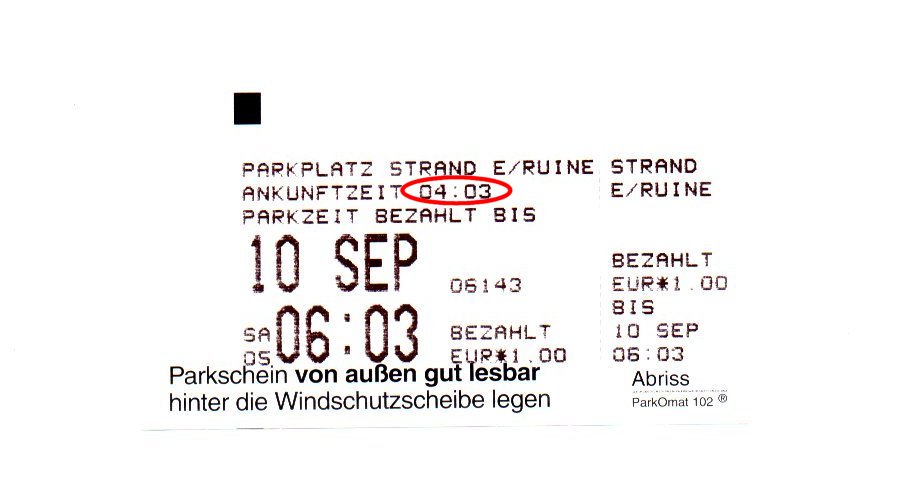 PARKPLATZ STRAND E/RUINE STRAND
ANKUNFTZEIT 04:03 E/RUINE
PARKZEIT BEZAHLT BIS
10 SEP
06143
SA 06:03
05
BEZAHLT
EUR*1.00
BEZAHLT
EUR*1.00
BIS
10 SEP
06:03
Parkschein von außen gut lesbar
hinter die Windschutzscheibe legen
Abriss
ParkOmat 102 ®